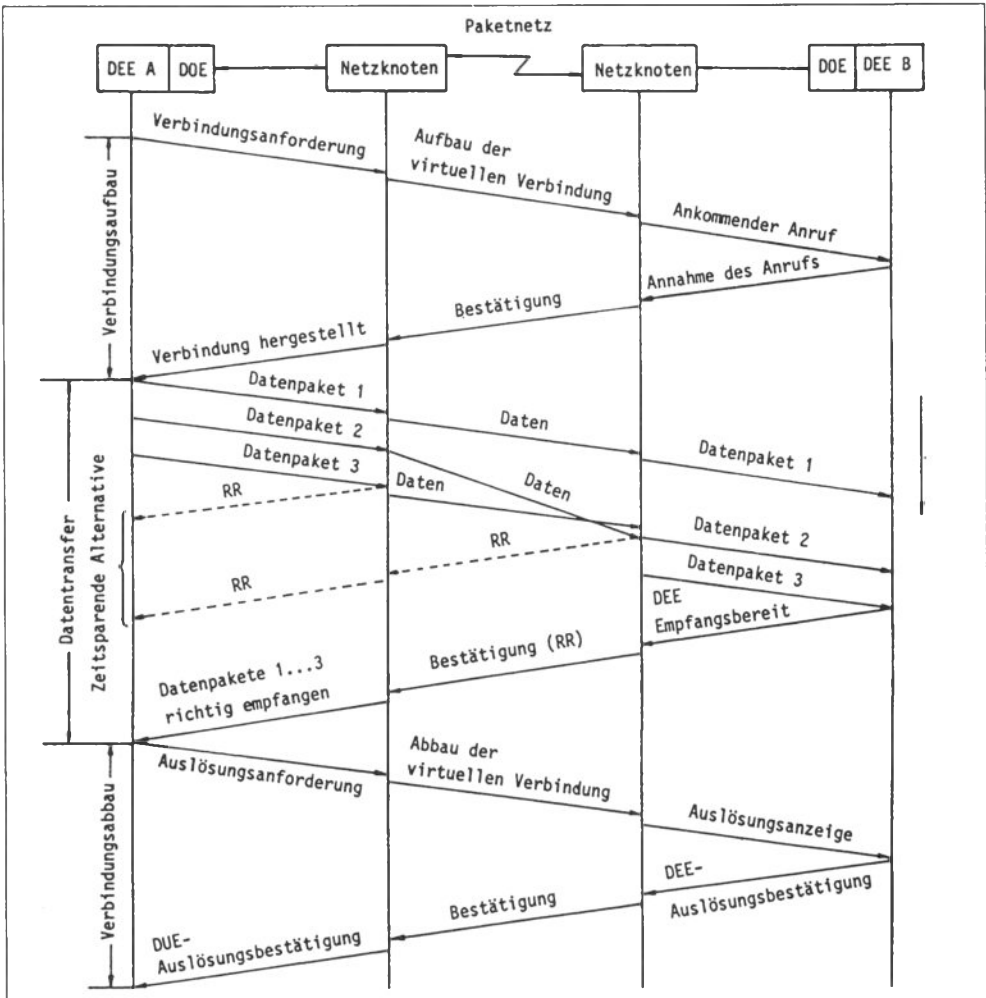 Paketnetz
DEE A DOE
Netzknoten
Netzknoten
DOE DEE B
Verbindungsanforderung
Aufbau der
virtuellen Verbindung
Ankommender Anruf
Annahme des Anrufs
Bestätigung
Verbindung hergestellt
Verbindungsaufbau
Datenpaket 1
Datenpaket 2
Datenpaket 3
Daten
Daten
Daten
Datenpaket 1
Datenpaket 2
Datenpaket 3
RR
RR
RR
Datentransfer
Zeitsparende Alternative
DEE
Empfangsbereit
Bestätigung (RR)
Datenpakete 1...3
richtig empfangen
Auslösungsanforderung
Abbau der
virtuellen Verbindung
Auslösungsanzeige
DEE-
Auslösungsbestätigung
Bestätigung
DUE-
Auslösungsbestätigung
Verbindungsabbau